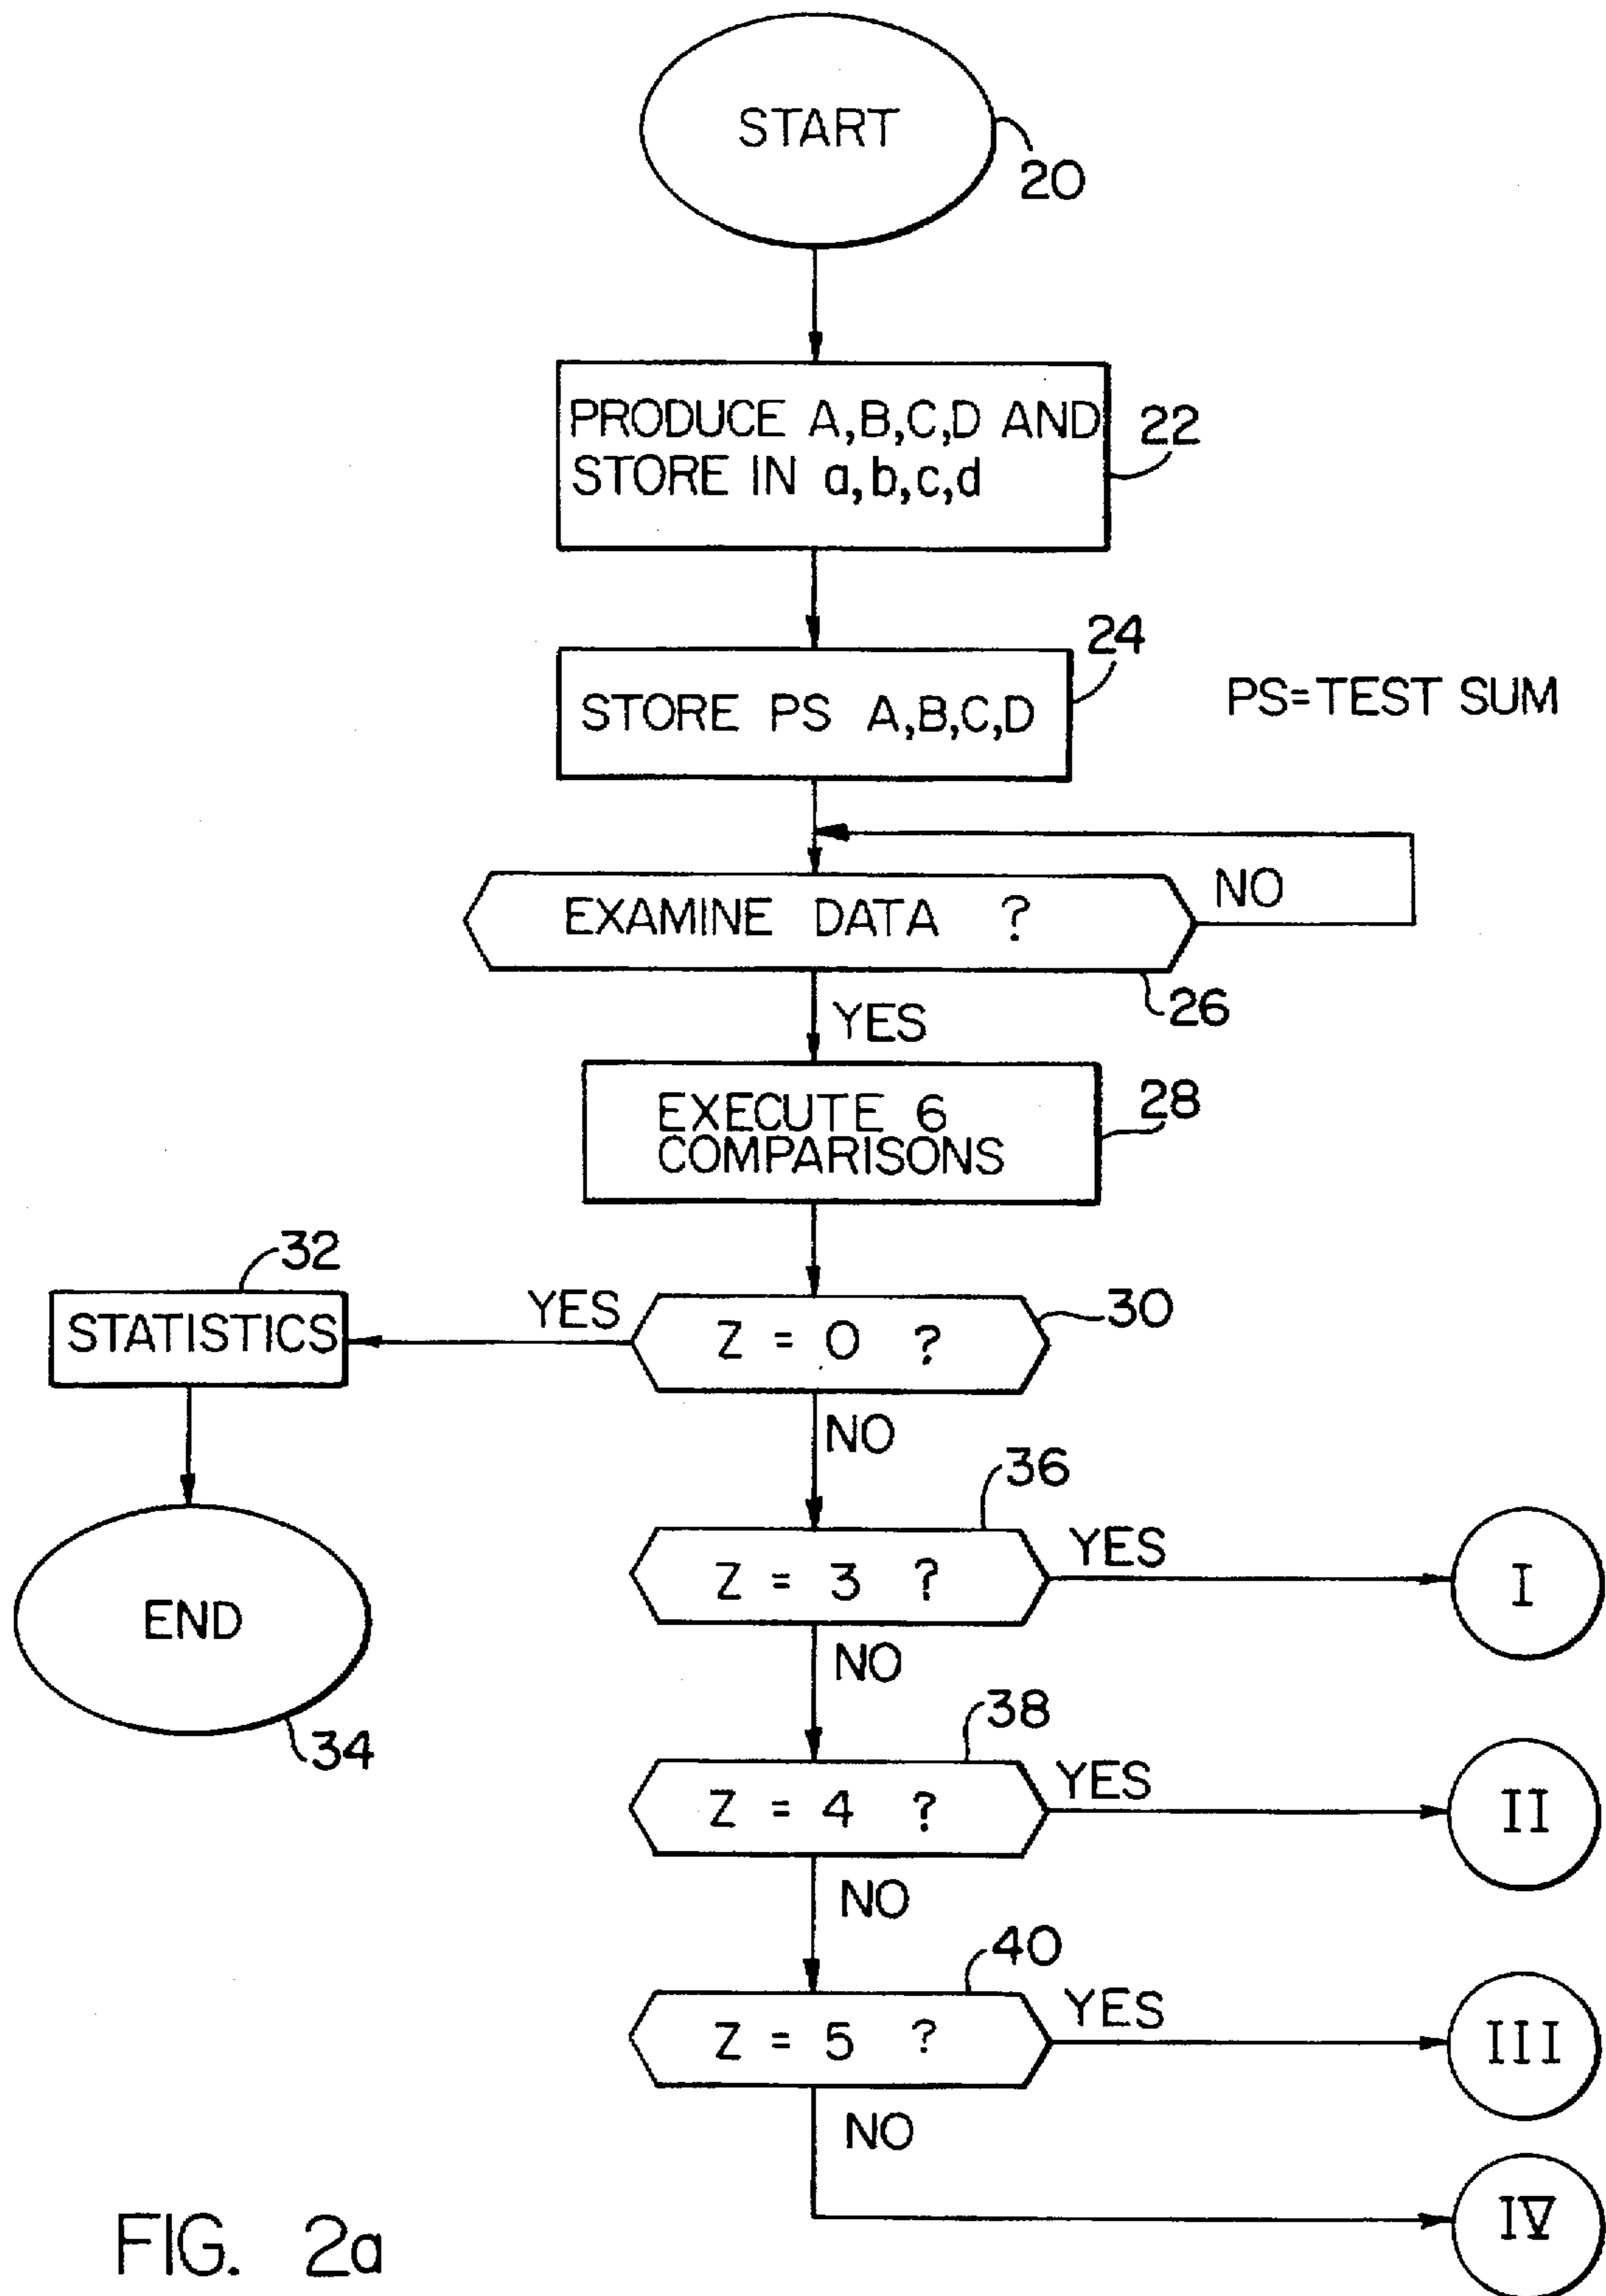 START
20
PRODUCE A,B,C,D AND
STORE IN a,b,c,d
22
24
STORE PS A,B,C,D
PS=TEST SUM
EXAMINE DATA ?
NO
26
YES
EXECUTE 6
COMPARISONS
28
32
STATISTICS
YES
Z = 0 ?
30
NO
36
Z = 3 ?
YES
I
END
34
NO
38
Z = 4 ?
YES
II
NO
40
Z = 5 ?
YES
III
NO
IV
FIG. 2a